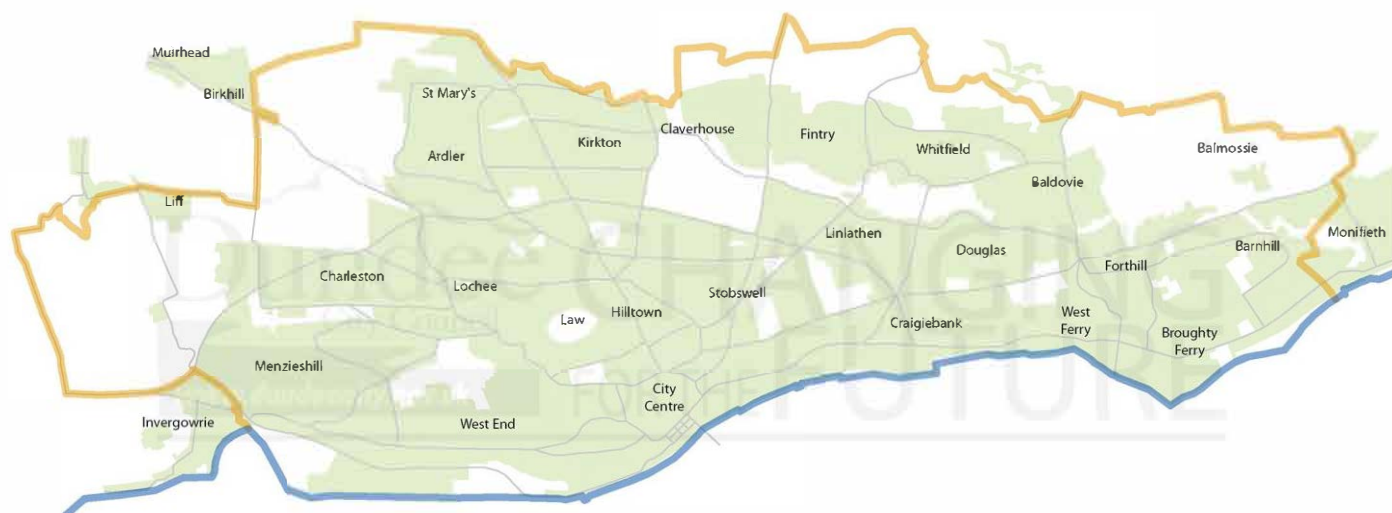 Muirhead
Birkhill
St Mary's
Claverhouse
Fintry
Kirkton
Whitfield
Balmossie
Ardler
Baldovie
Liff
Linlathen
Monifieth
Barnhill
Douglas
Forthill
Charleston
Lochee
Stobswell
Hilltown
Law
Craigiebank
West
Ferry
Broughty
Ferry
Menzieshill
City
Centre
Invergowrie
West End
Dundee
City Council
CHANGING
FOR THE FUTURE